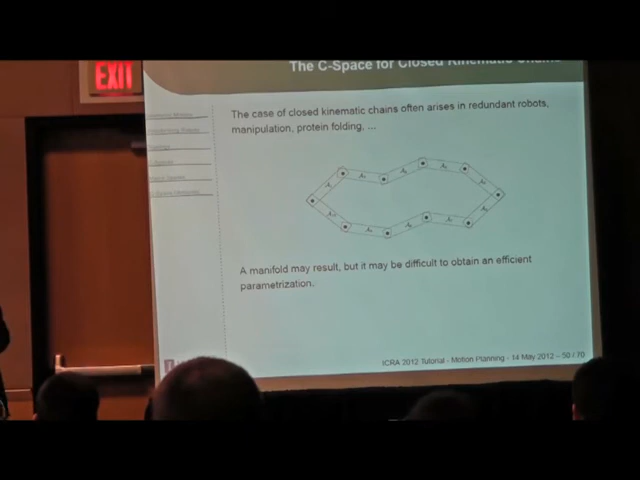 EXIT
The C-Space for Closed Kinematic Chains
The case of closed kinematic chains often arises in redundant robots,
manipulation, protein folding, ...
A manifold may result, but it may be difficult to obtain an efficient
parametrization.
ICRA 2012 Tutorial - Motion Planning - 14 May 2012 – 50 / 70